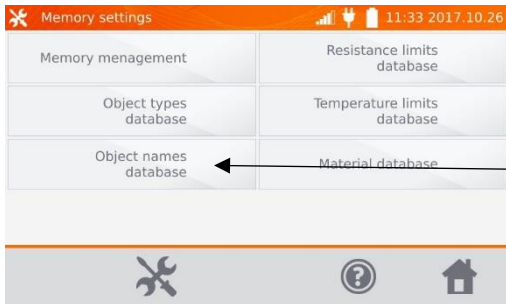 Memory settings
11:33 2017.10.26
Memory menagement
Resistance limits
database
Object types
database
Temperature limits
database
Object names
database
Material database